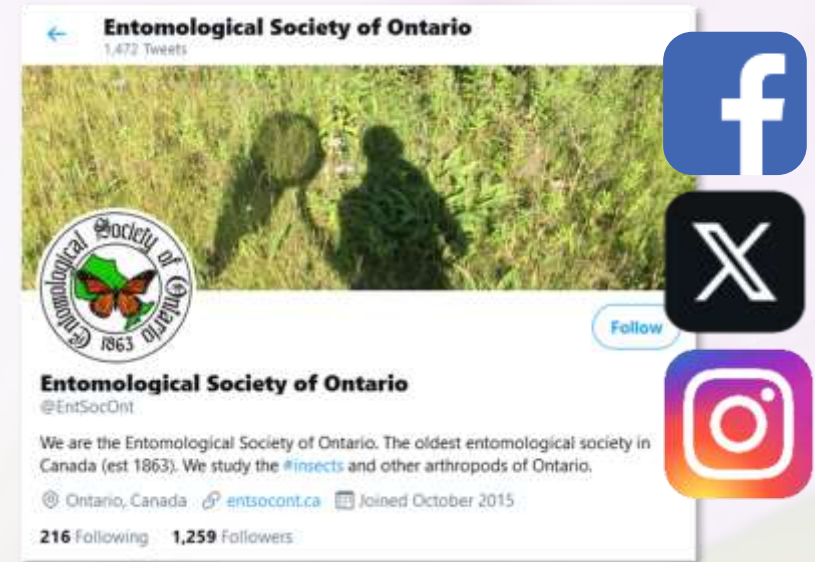 Entomological Society of Ontario
1,472 Tweets
Entomological Society of Ontario
1863
Follow
Entomological Society of Ontario
@EntSocOnt
We are the Entomological Society of Ontario. The oldest entomological society in
Canada (est 1863). We study the #insects and other arthropods of Ontario.
Ontario, Canada entsocont.ca Joined October 2015
216 Following 1,259 Followers